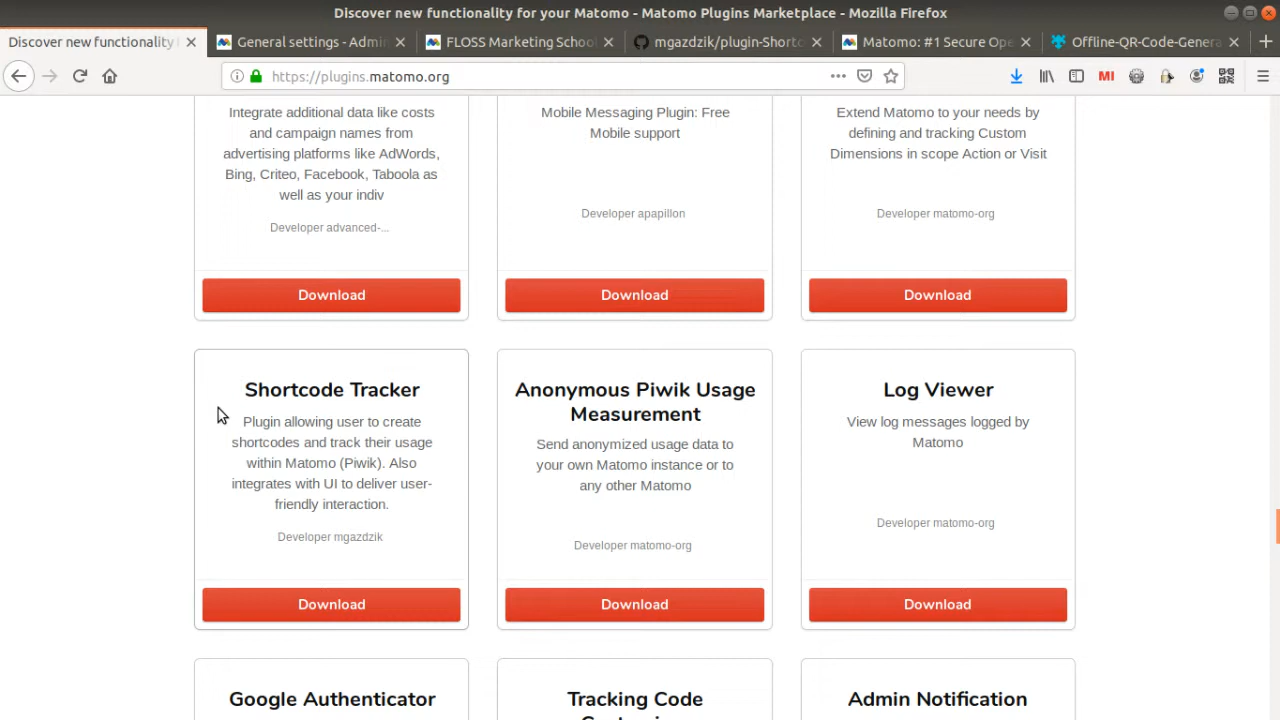 Discover new functionality for your Matomo - Matomo Plugins Marketplace - Mozilla Firefox
Discover new functionality
General settings - Admi
FLOSS Marketing School
mgazdzik/plugin-Shortc
Matomo: #1 Secure Ope
Offline-QR-Code-Genera
https://plugins.matomo.org
MI
Integrate additional data like costs
and campaign names from
advertising platforms like AdWords,
Bing, Criteo, Facebook, Taboola as
well as your indiv
Developer advanced-...
Download
Mobile Messaging Plugin: Free
Mobile support
Developer apapillon
Download
Extend Matomo to your needs by
defining and tracking Custom
Dimensions in scope Action or Visit
Developer matomo-org
Download
Shortcode Tracker
Plugin allowing user to create
shortcodes and track their usage
within Matomo (Piwik). Also
integrates with UI to deliver user-
friendly interaction.
Developer mgazdzik
Download
Anonymous Piwik Usage
Measurement
Send anonymized usage data to
your own Matomo instance or to
any other Matomo
Developer matomo-org
Download
Log Viewer
View log messages logged by
Matomo
Developer matomo-org
Download
Google Authenticator
Tracking Code
Admin Notification